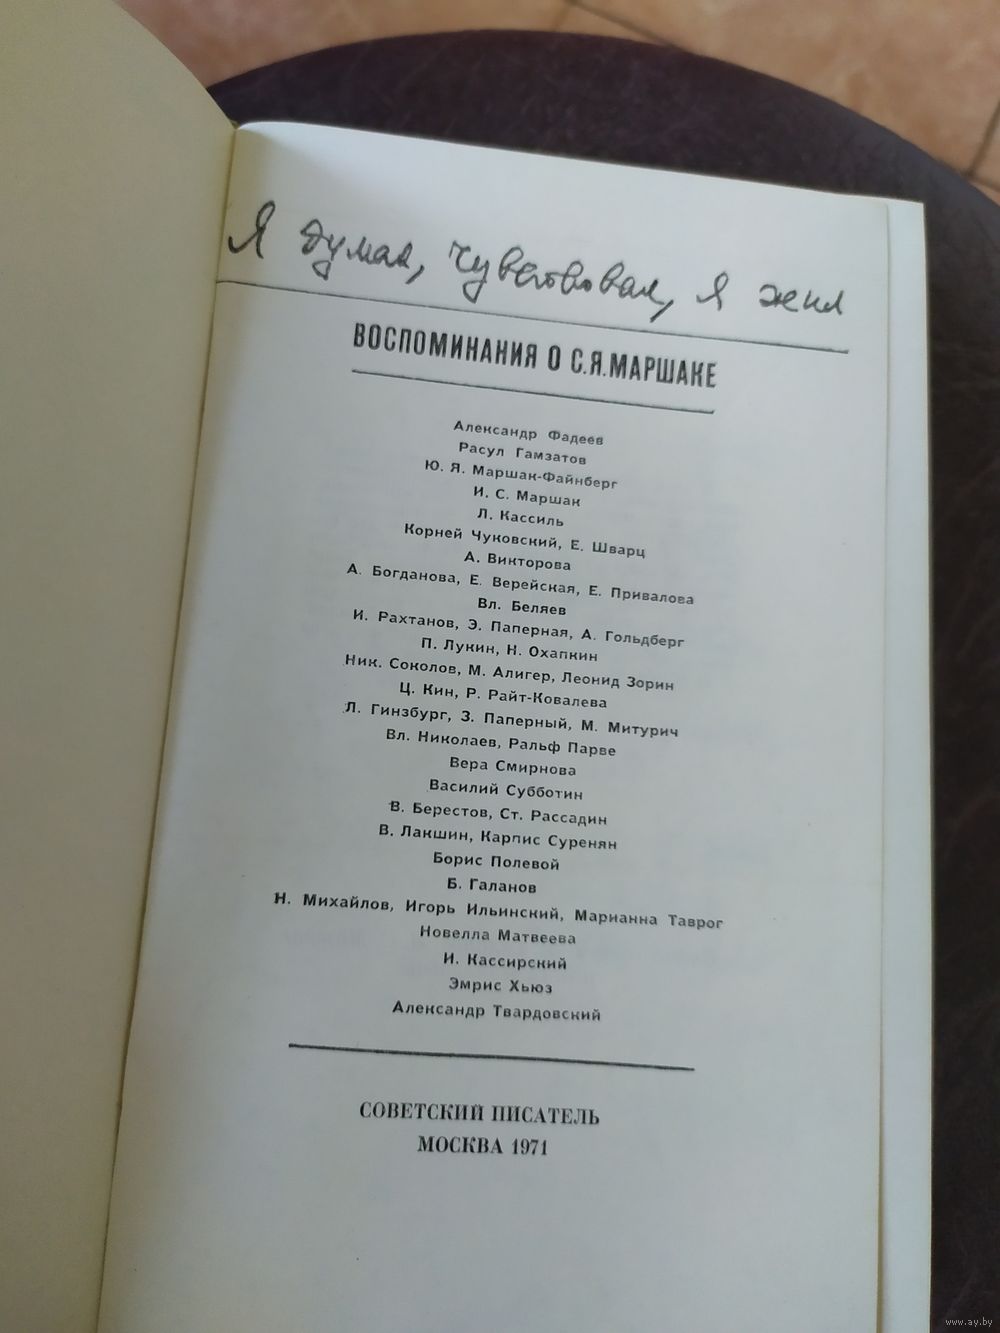 Я думал, чувствовал, я жил
ВОСПОМИНАНИЯ О С.Я.МАРШАКЕ
Александр Фадеев
Расул Гамзатов
Ю. Я. Маршак-Файнберг
И. С. Маршак
Л. Кассиль
Корней Чуковский, Е. Шварц
А. Викторова
А. Богданова, Е. Верейская, Е. Привалова
Вл. Беляев
И. Рахтанов, Э. Паперная, А. Гольдберг
П. Лукин, Н. Охапкин
Ник. Соколов, М. Алигер, Леонид Зорин
Ц. Кин, Р. Райт-Ковалева
Л. Гинзбург, З. Паперный, М. Митурич
Вл. Николаев, Ральф Парве
Вера Смирнова
Василий Субботин
В. Берестов, Ст. Рассадин
В. Лакшин, Карпис Суренян
Борис Полевой
Б. Галанов
Н. Михайлов, Игорь Ильинский, Марианна Таврог
Новелла Матвеева
И. Кассирский
Эмрис Хьюз
Александр Твардовский
СОВЕТСКИЙ ПИСАТЕЛЬ
МОСКВА 1971
www.ay.by